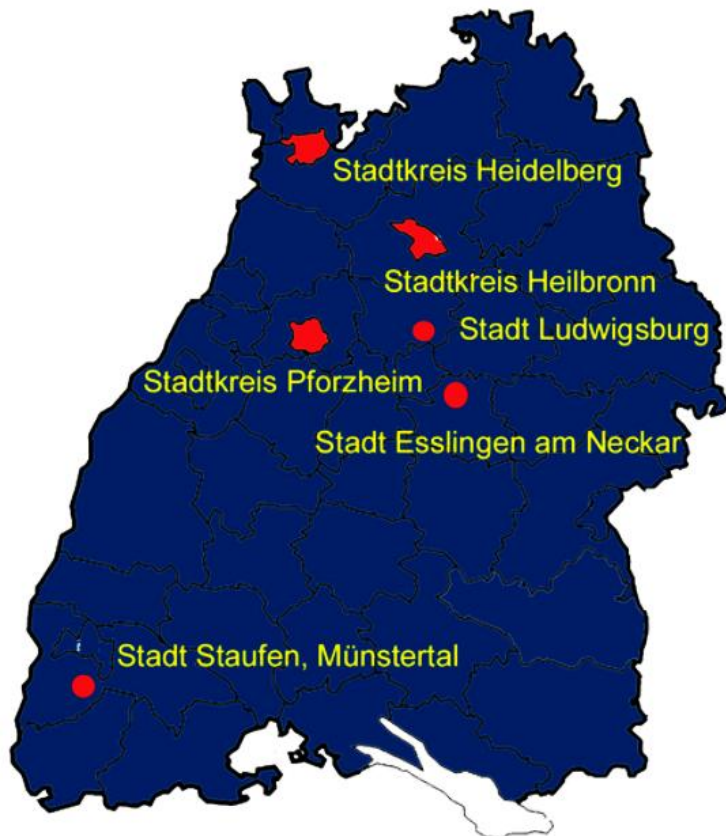 Stadtkreis Heidelberg
Stadtkreis Heilbronn
Stadt Ludwigsburg
Stadtkreis Pforzheim
Stadt Esslingen am Neckar
Stadt Staufen, Münstertal